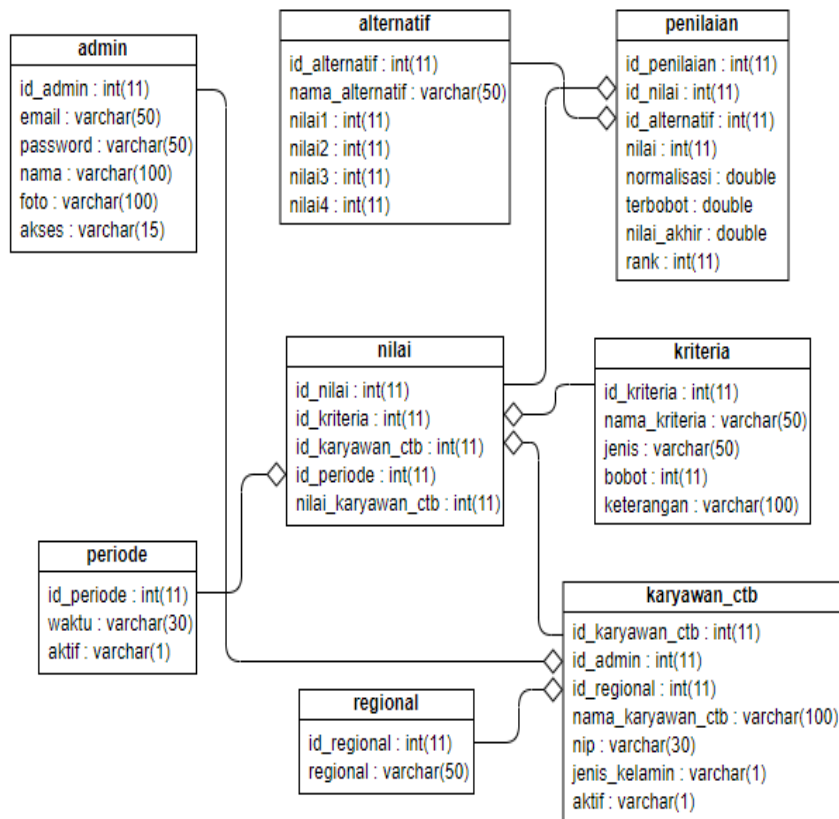 admin
id_admin : int(11)
email : varchar(50)
password : varchar(50)
nama : varchar(100)
foto : varchar(100)
akses : varchar(15)
alternatif
id_alternatif : int(11)
nama_alternatif : varchar(50)
nilai1 : int(11)
nilai2 : int(11)
nilai3 : int(11)
nilai4 : int(11)
penilaian
id_penilaian : int(11)
id_nilai : int(11)
id_alternatif : int(11)
nilai : int(11)
normalisasi : double
terbobot : double
nilai_akhir : double
rank : int(11)
nilai
id_nilai : int(11)
id_kriteria : int(11)
id_karyawan_ctb : int(11)
id_periode : int(11)
nilai_karyawan_ctb : int(11)
kriteria
id_kriteria : int(11)
nama_kriteria : varchar(50)
jenis : varchar(50)
bobot : int(11)
keterangan : varchar(100)
periode
id_periode : int(11)
waktu : varchar(30)
aktif : varchar(1)
regional
id_regional : int(11)
regional : varchar(50)
karyawan_ctb
id_karyawan_ctb : int(11)
id_admin : int(11)
id_regional : int(11)
nama_karyawan_ctb : varchar(100)
nip : varchar(30)
jenis_kelamin : varchar(1)
aktif : varchar(1)